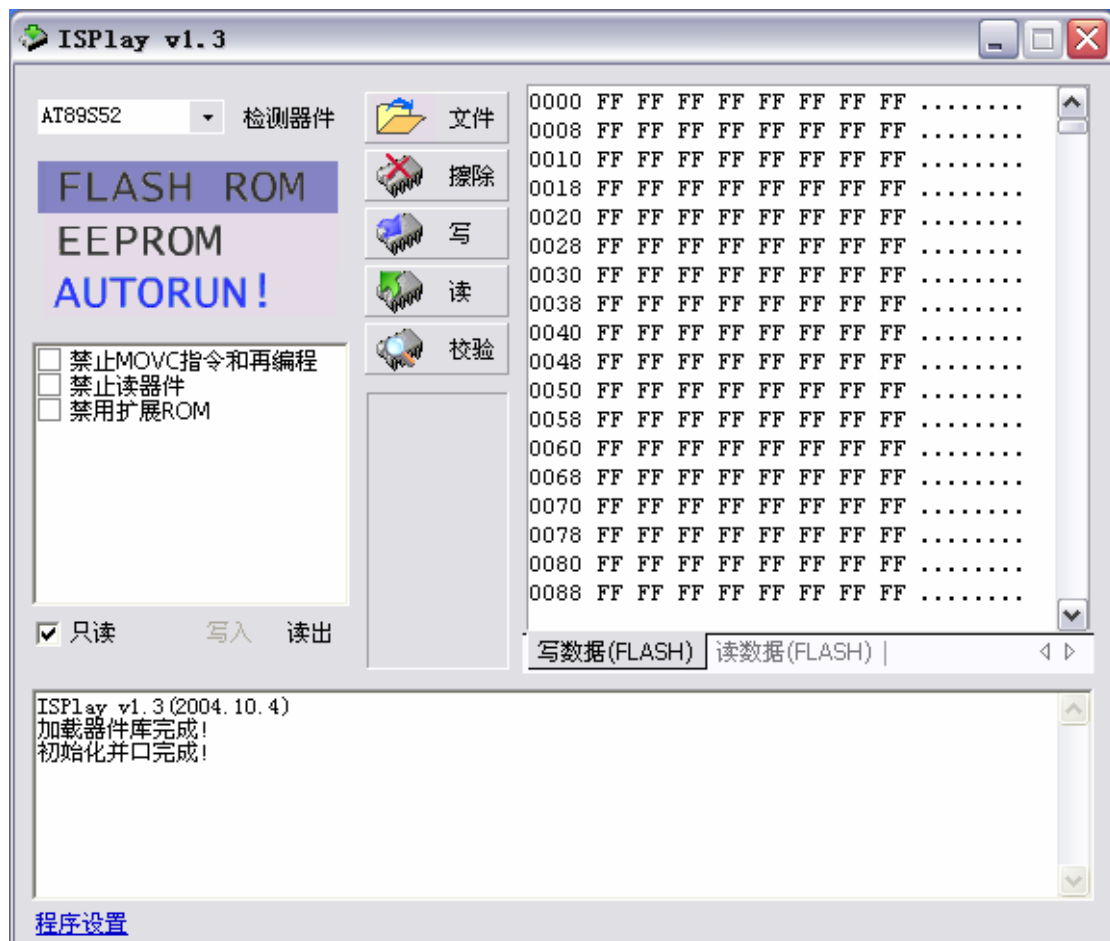 ISPlay v1.3
AT89S52 检测器件
FLASH ROM
EEPROM
AUTORUN!
禁止MOVC指令和再编程
禁止读器件
禁用扩展ROM
只读 写入 读出
文件
擦除
写
读
校验
0000 FF FF FF FF FF FF FF FF ........
0008 FF FF FF FF FF FF FF FF ........
0010 FF FF FF FF FF FF FF FF ........
0018 FF FF FF FF FF FF FF FF ........
0020 FF FF FF FF FF FF FF FF ........
0028 FF FF FF FF FF FF FF FF ........
0030 FF FF FF FF FF FF FF FF ........
0038 FF FF FF FF FF FF FF FF ........
0040 FF FF FF FF FF FF FF FF ........
0048 FF FF FF FF FF FF FF FF ........
0050 FF FF FF FF FF FF FF FF ........
0058 FF FF FF FF FF FF FF FF ........
0060 FF FF FF FF FF FF FF FF ........
0068 FF FF FF FF FF FF FF FF ........
0070 FF FF FF FF FF FF FF FF ........
0078 FF FF FF FF FF FF FF FF ........
0080 FF FF FF FF FF FF FF FF ........
0088 FF FF FF FF FF FF FF FF ........
写数据(FLASH) 读数据(FLASH)
ISPlay v1.3(2004.10.4)
加载器件库完成!
初始化并口完成!
程序设置